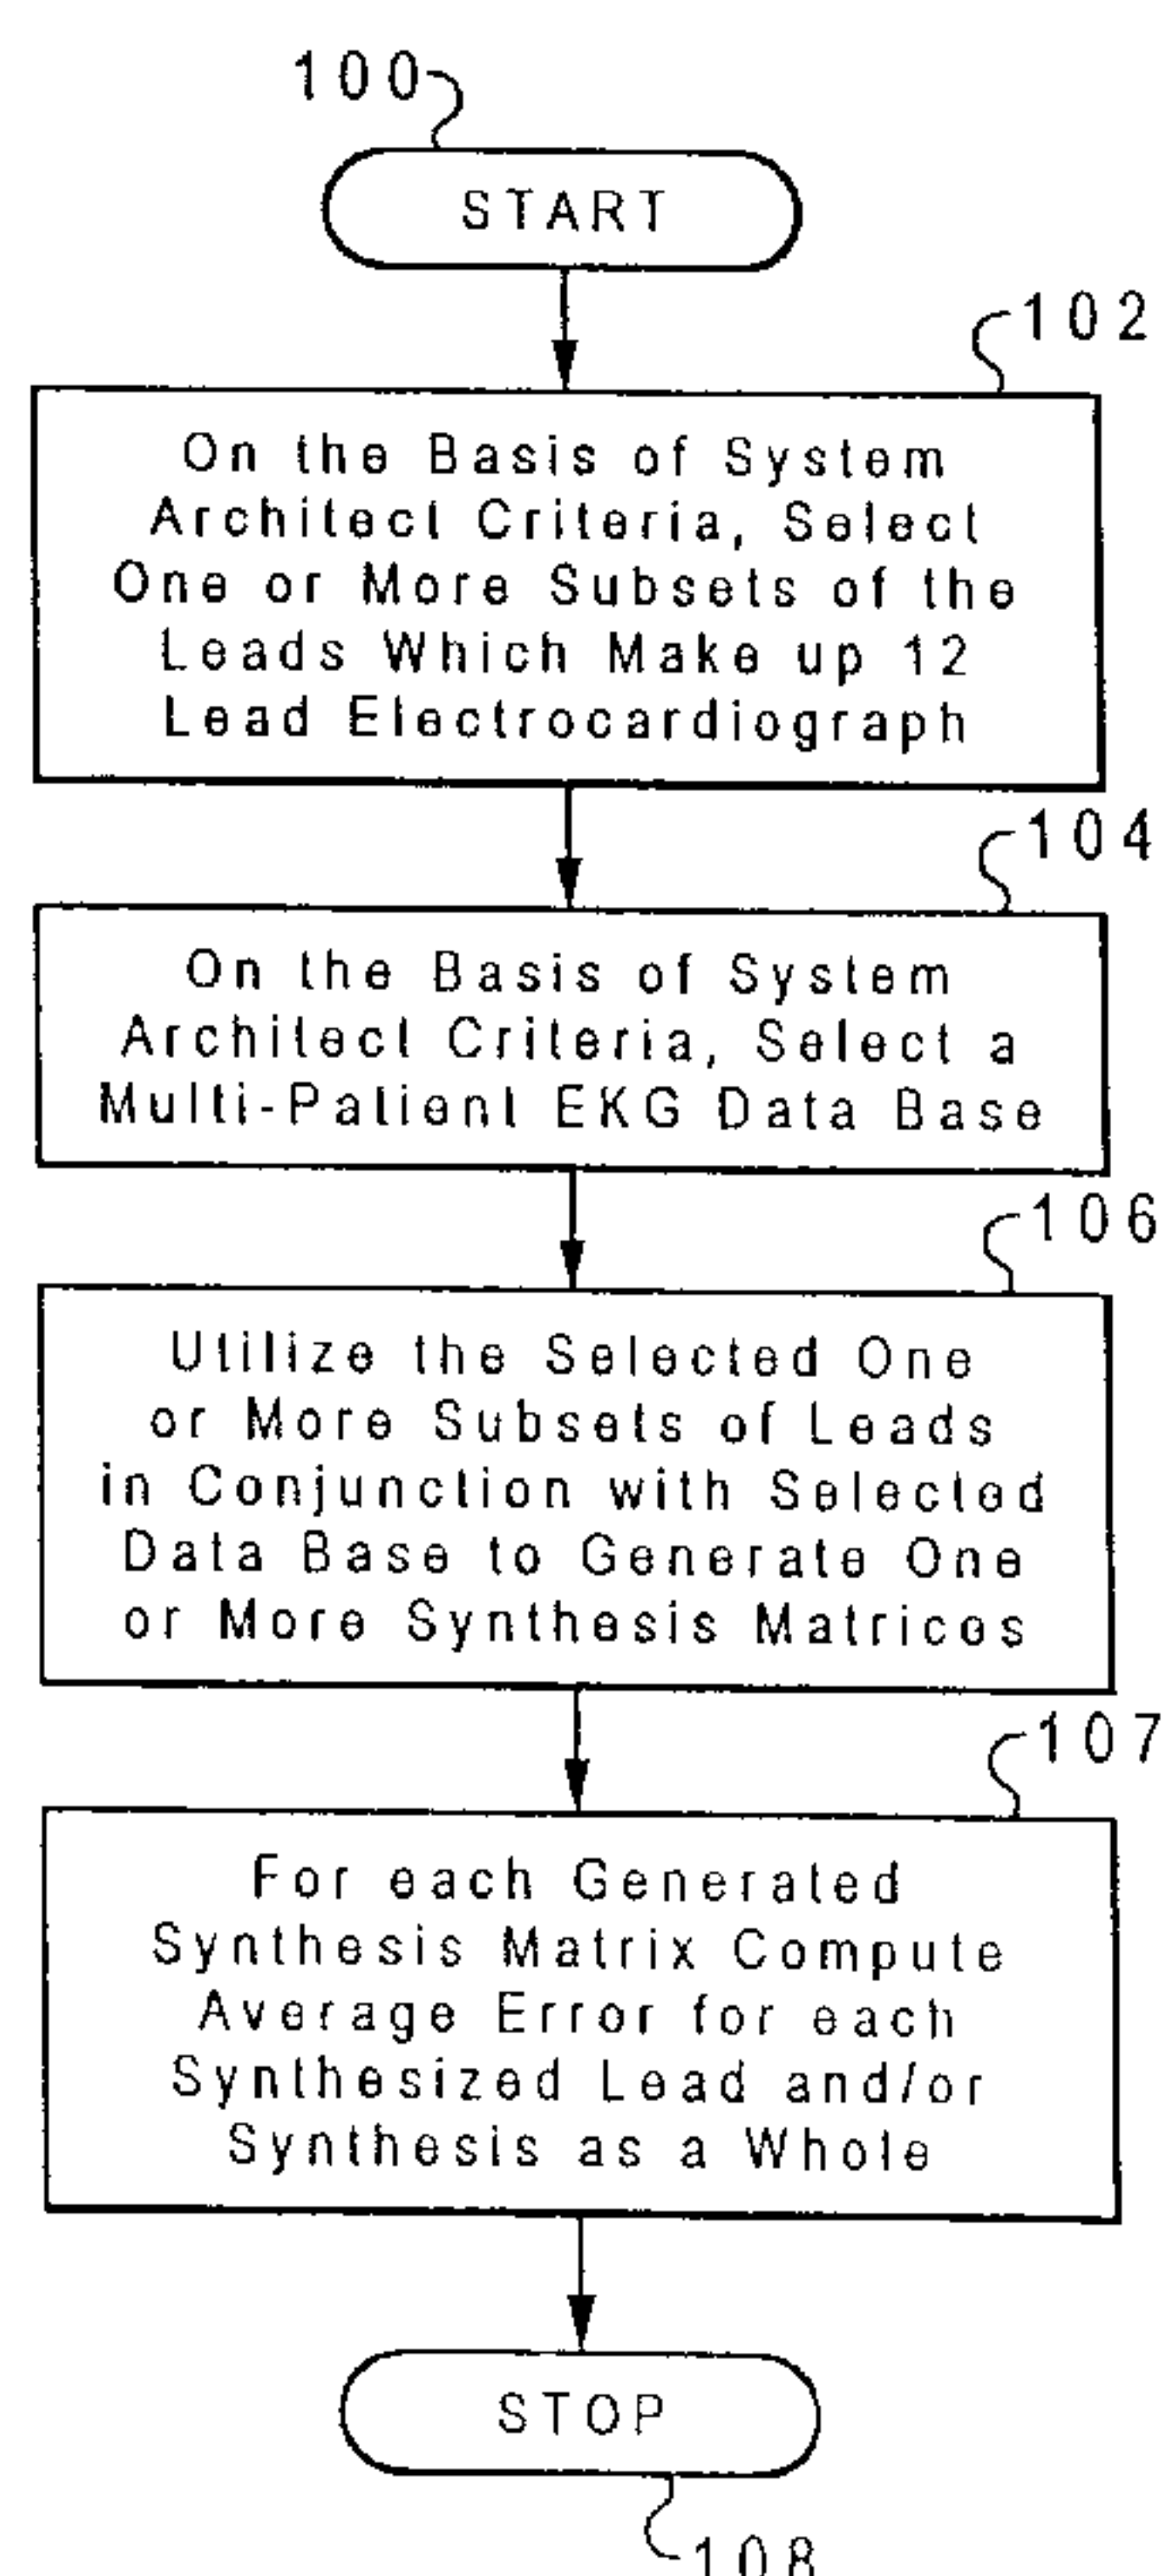 100
START
102
On the Basis of System
Architect Criteria, Select
One or More Subsets of the
Leads Which Make up 12
Lead Electrocardiograph
104
On the Basis of System
Architect Criteria, Select a
Multi-Patient EKG Data Base
106
Utilize the Selected One
or More Subsets of Leads
in Conjunction with Selected
Data Base to Generate One
or More Synthesis Matrices
107
For each Generated
Synthesis Matrix Compute
Average Error for each
Synthesized Lead and/or
Synthesis as a Whole
STOP
108